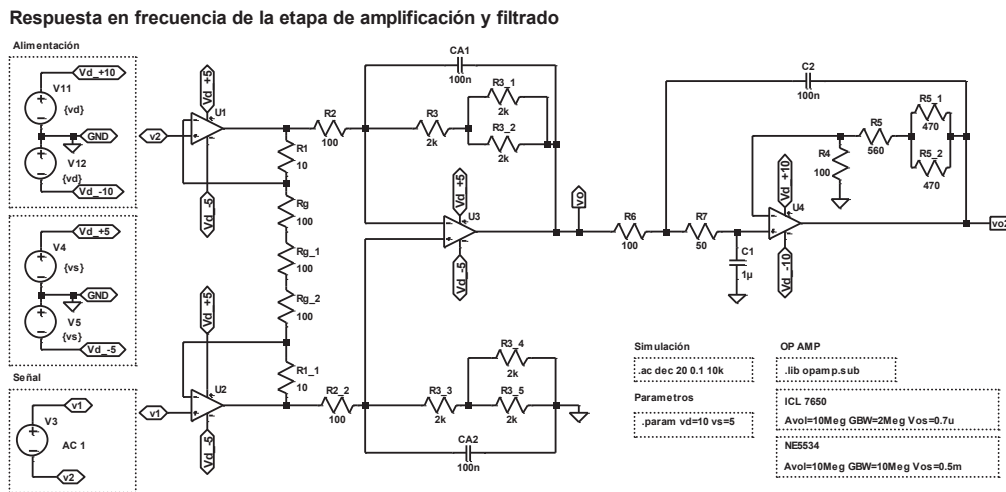 Respuesta en frecuencia de la etapa de amplificación y filtrado
Alimentación
Vd_+10
V11
{vd}
GND
V12
{vd}
Vd_-10
Vd_+5
V4
{vs}
GND
V5
{vs}
Vd_-5
Señal
v1
V3
AC 1
v2
v2
Vd_+5
U1
Vd_-5
R1
10
Rg
100
Rg_1
100
Rg_2
100
R1_1
10
v1
Vd_+5
U2
Vd_-5
R2
100
R2_2
100
CA1
100n
R3
2k
R3_1
2k
R3_2
2k
Vd_+5
U3
Vd_-5
R3_3
2k
R3_4
2k
R3_5
2k
CA2
100n
vo
R6
100
R7
50
C1
1µ
C2
100n
R4
100
R5
560
R5_1
470
R5_2
470
Vd_+10
U4
Vd_-10
vo2
Simulación
.ac dec 20 0.1 10k
Parametros
.param vd=10 vs=5
OP AMP
.lib opamp.sub
ICL 7650
Avol=10Meg GBW=2Meg Vos=0.7u
NE5534
Avol=10Meg GBW=10Meg Vos=0.5m